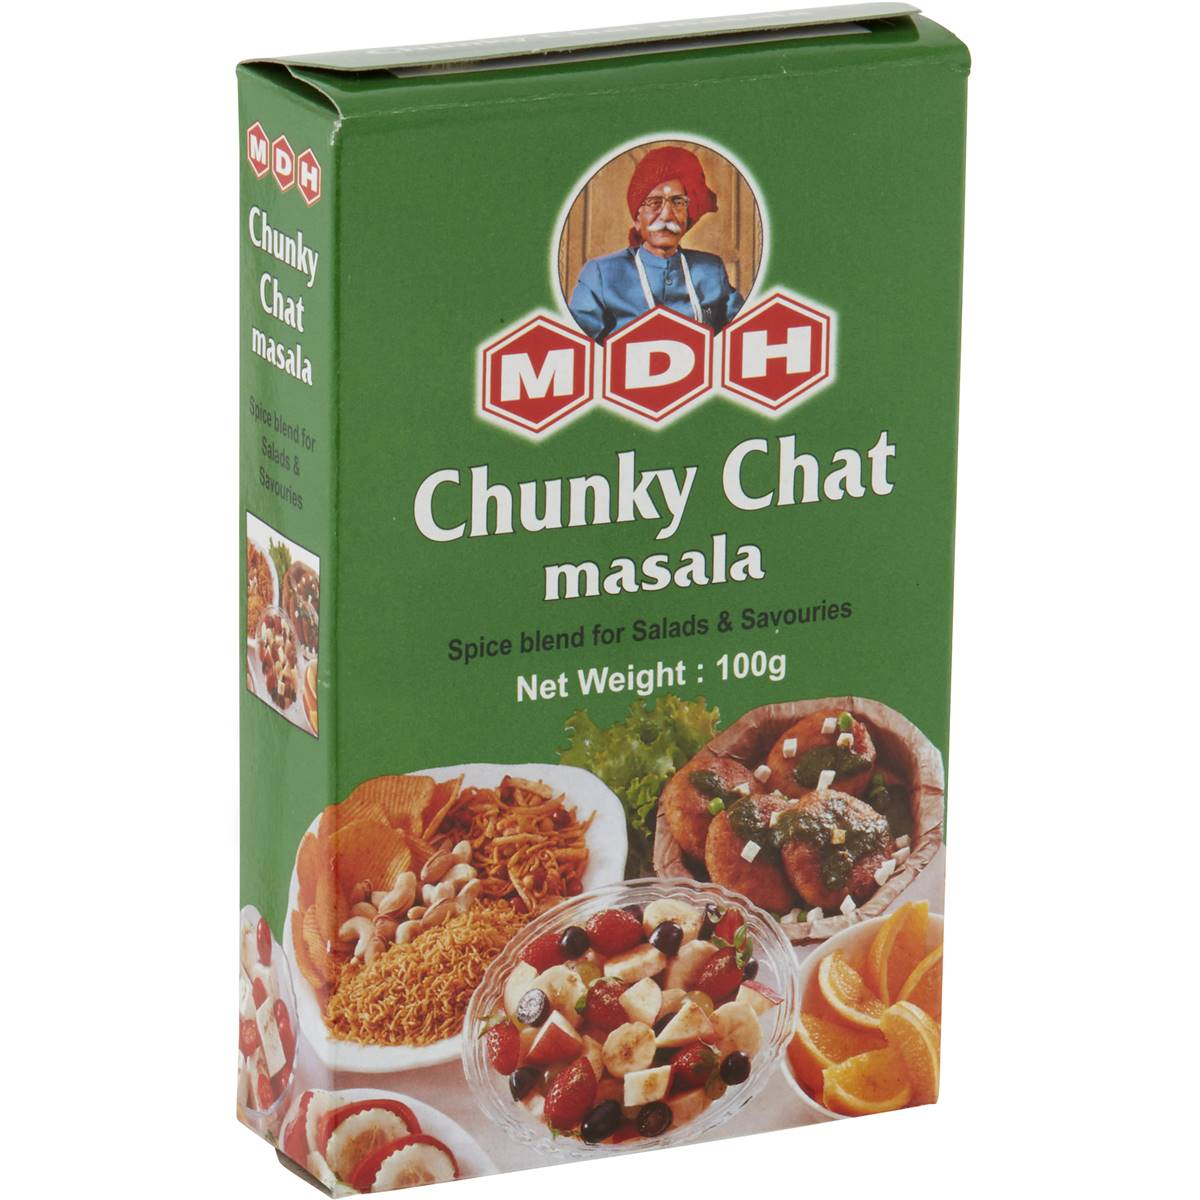 MDH
Chunky
Chat
masala
Spice blend for
Salads &
Savouries
MDH
Chunky Chat
masala
Spice blend for Salads & Savouries
Net Weight : 100g